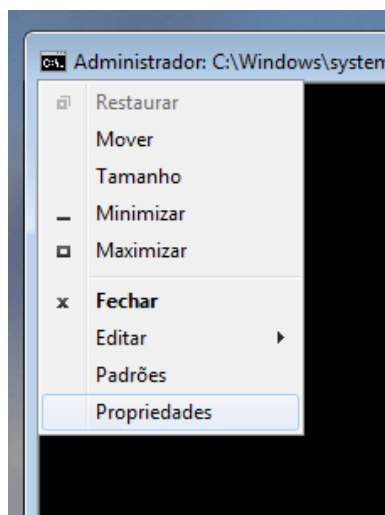 Administrador: C:\Windows\system
Restaurar
Mover
Tamanho
Minimizar
Maximizar
Fechar
Editar
Padrões
Propriedades